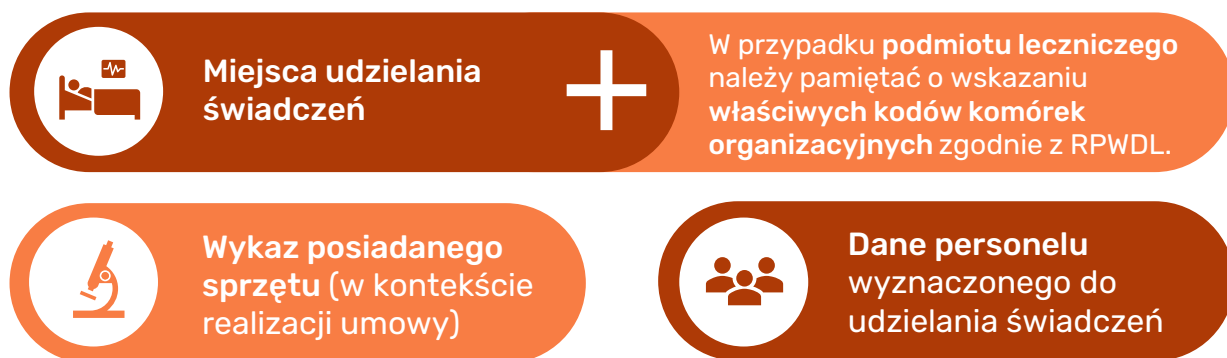 Miejsca udzielania
świadczeń
W przypadku podmiotu leczniczego
należy pamiętać o wskazaniu
właściwych kodów komórek
organizacyjnych zgodnie z RPWDL.
Wykaz posiadanego
sprzętu (w kontekście
realizacji umowy)
Dane personelu
wyznaczonego do
udzielania świadczeń